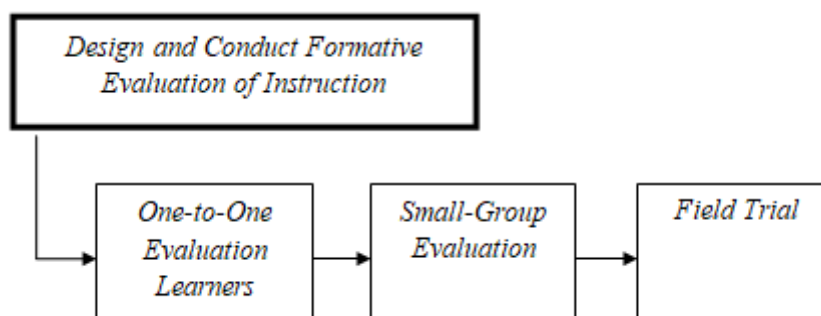 Design and Conduct Formative
Evaluation of Instruction
One-to-One
Evaluation
Learners
Small-Group
Evaluation
Field Trial